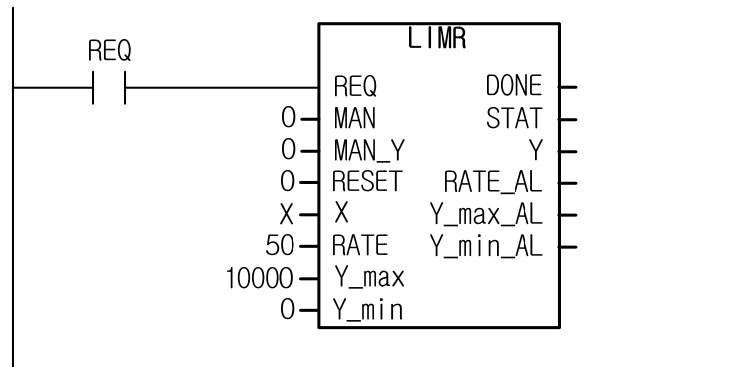 LIMR
REQ
REQ DONE
0 MAN STAT
0 MAN_Y Y
0 RESET RATE_AL
X X Y_max_AL
50 RATE Y_min_AL
10000 Y_max
0 Y_min